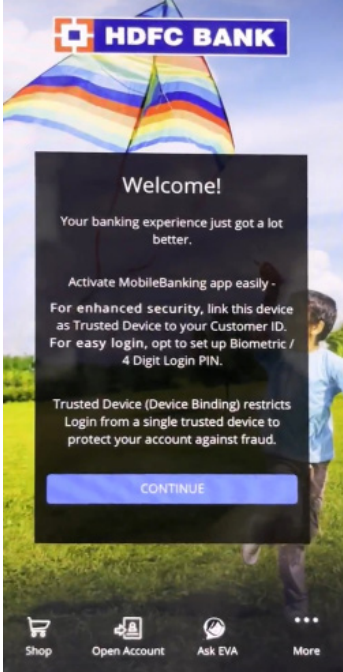 HDFC BANK
Welcome!
Your banking experience just got a lot
better.
Activate MobileBanking app easily -
For enhanced security, link this device
as Trusted Device to your Customer ID.
For easy login, opt to set up Biometric /
4 Digit Login PIN.
Trusted Device (Device Binding) restricts
Login from a single trusted device to
protect your account against fraud.
CONTINUE
Shop
Open Account
Ask EVA
More